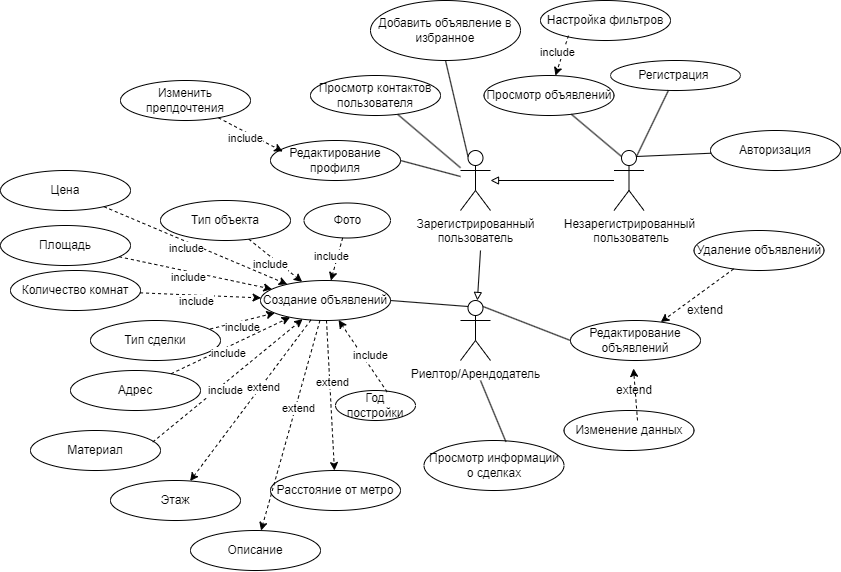 Добавить объявление в
избранное
Настройка фильтров
include
Просмотр контактов
пользователя
Просмотр объявлений
Регистрация
Изменить
препдочтения
include
Редактирование
профиля
Авторизация
Цена
Тип объекта
Фото
Зарегистрированный
пользователь
Незарегистрированный
пользователь
Площадь
include
include
include
Удаление объявлений
include
Количество комнат
include
Создание объявлений
extend
Тип сделки
include
Редактирование
объявлений
include
include
Риелтор/Арендодатель
Адрес
include
extend
extend
extend
extend
Год
постройки
Материал
Изменение данных
Просмотр информации
о сделках
Этаж
Расстояние от метро
Описание